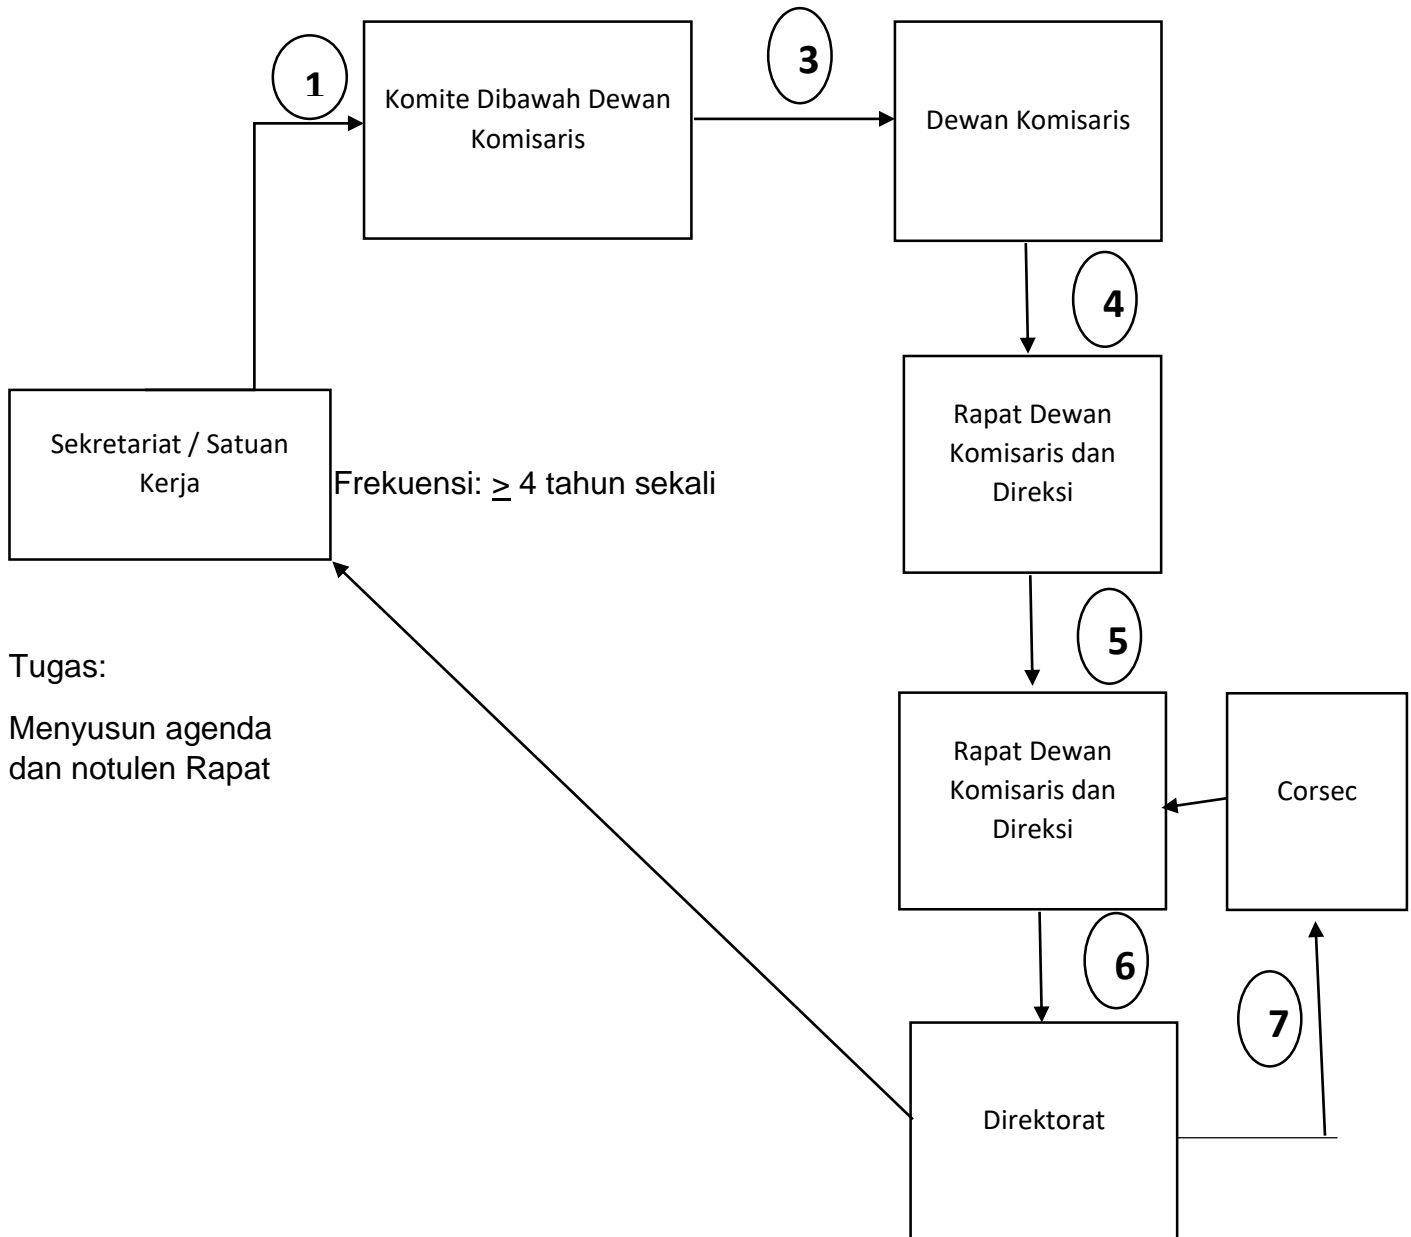 1
Komite Dibawah Dewan
Komisaris
3
Dewan Komisaris
4
Rapat Dewan
Komisaris dan
Direksi
Sekretariat / Satuan
Kerja
Frekuensi: ≥ 4 tahun sekali
5
Tugas:
Menyusun agenda
dan notulen Rapat
Rapat Dewan
Komisaris dan
Direksi
Corsec
6
7
Direktorat